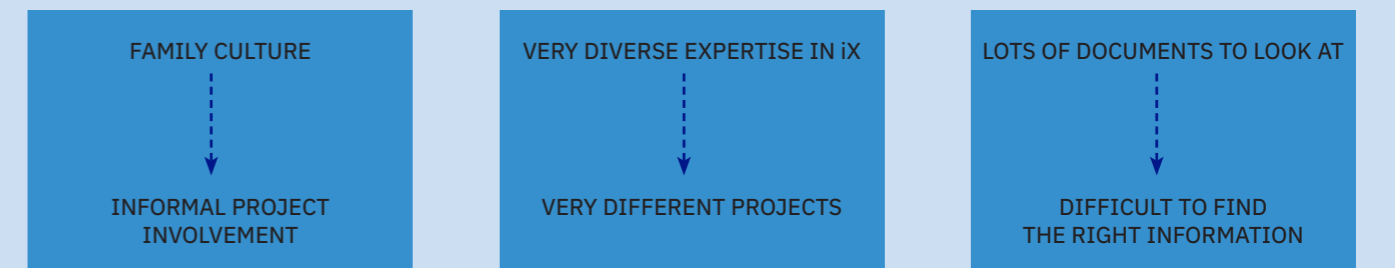 FAMILY CULTURE
INFORMAL PROJECT
INVOLVEMENT
VERY DIVERSE EXPERTISE IN iX
VERY DIFFERENT PROJECTS
LOTS OF DOCUMENTS TO LOOK AT
DIFFICULT TO FIND
THE RIGHT INFORMATION